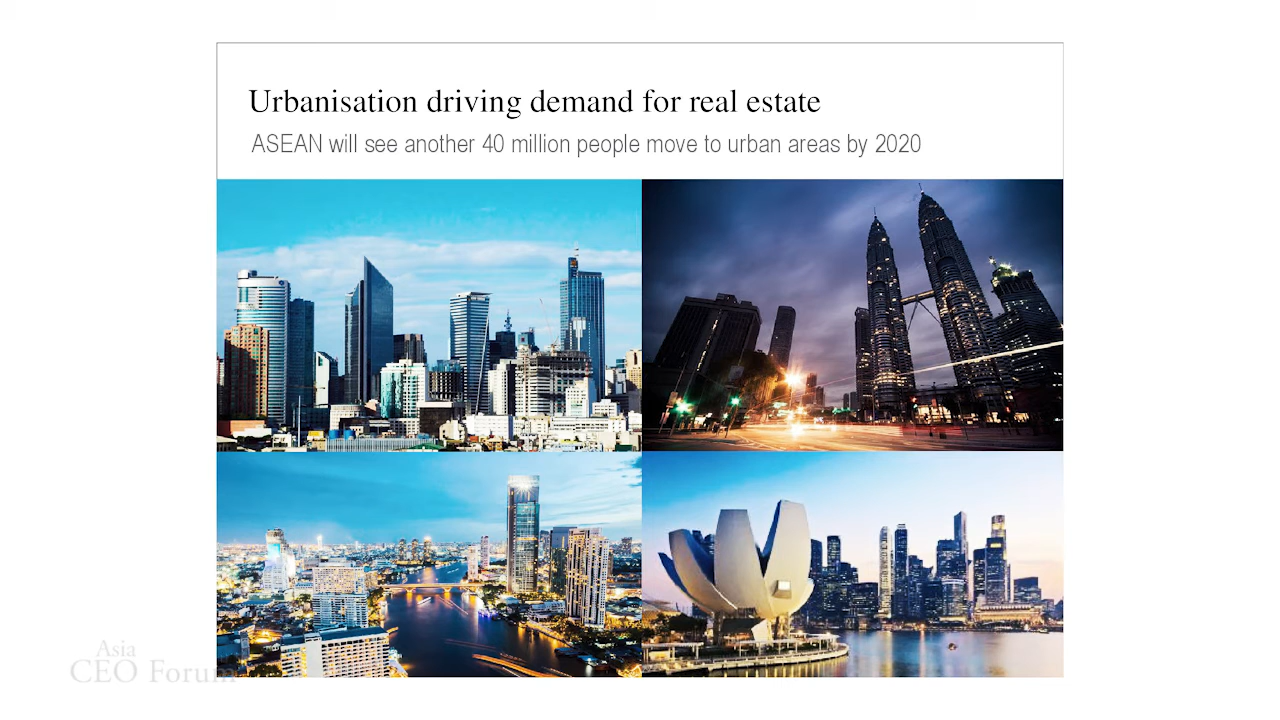 Urbanisation driving demand for real estate
ASEAN will see another 40 million people move to urban areas by 2020
Asia
CEO Forum